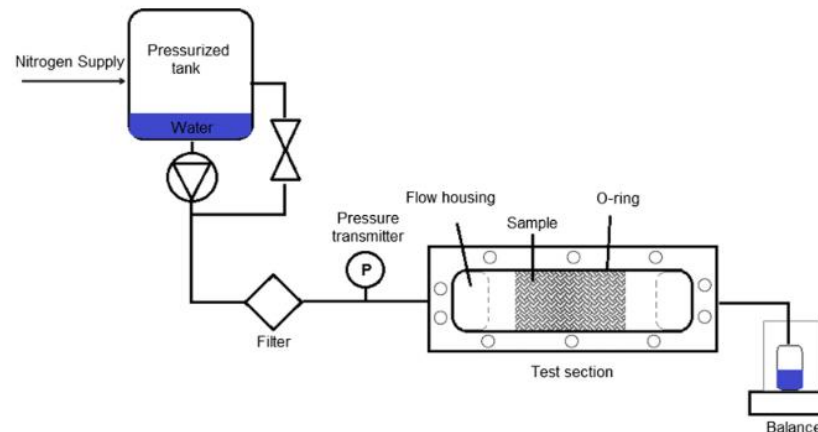 Pressurized
tank
Nitrogen Supply
Water
Flow housing
O-ring
Sample
Pressure
transmitter
P
Filter
Test section
Balance